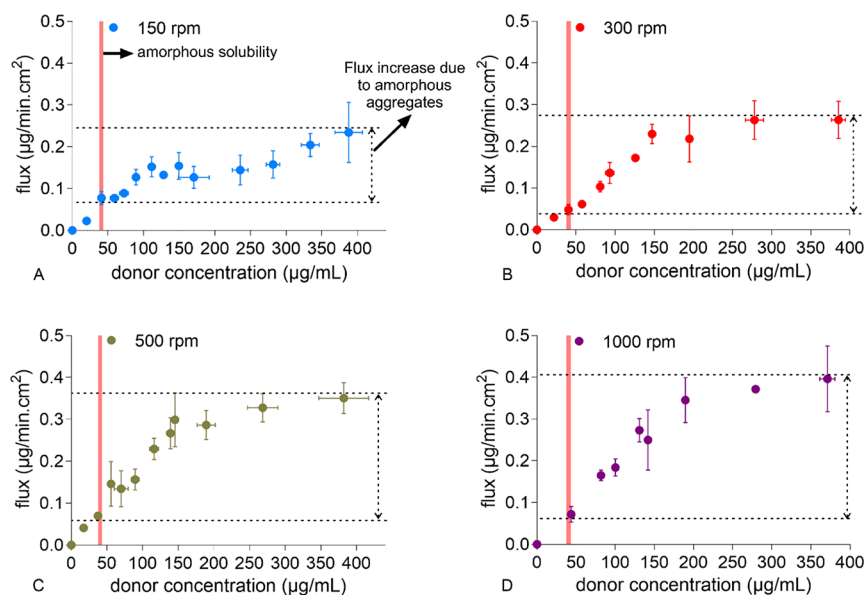 150 rpm
amorphous solubility
Flux increase due
to amorphous
aggregates
flux (µg/min.cm²)
0.5
0.4
0.3
0.2
0.1
0.0
0 50 100 150 200 250 300 350 400
donor concentration (µg/mL)
A
300 rpm
flux (µg/min.cm²)
0.5
0.4
0.3
0.2
0.1
0.0
0 50 100 150 200 250 300 350 400
donor concentration (µg/mL)
B
500 rpm
flux (µg/min.cm²)
0.5
0.4
0.3
0.2
0.1
0.0
0 50 100 150 200 250 300 350 400
donor concentration (µg/mL)
C
1000 rpm
flux (µg/min.cm²)
0.5
0.4
0.3
0.2
0.1
0.0
0 50 100 150 200 250 300 350 400
donor concentration (µg/mL)
D